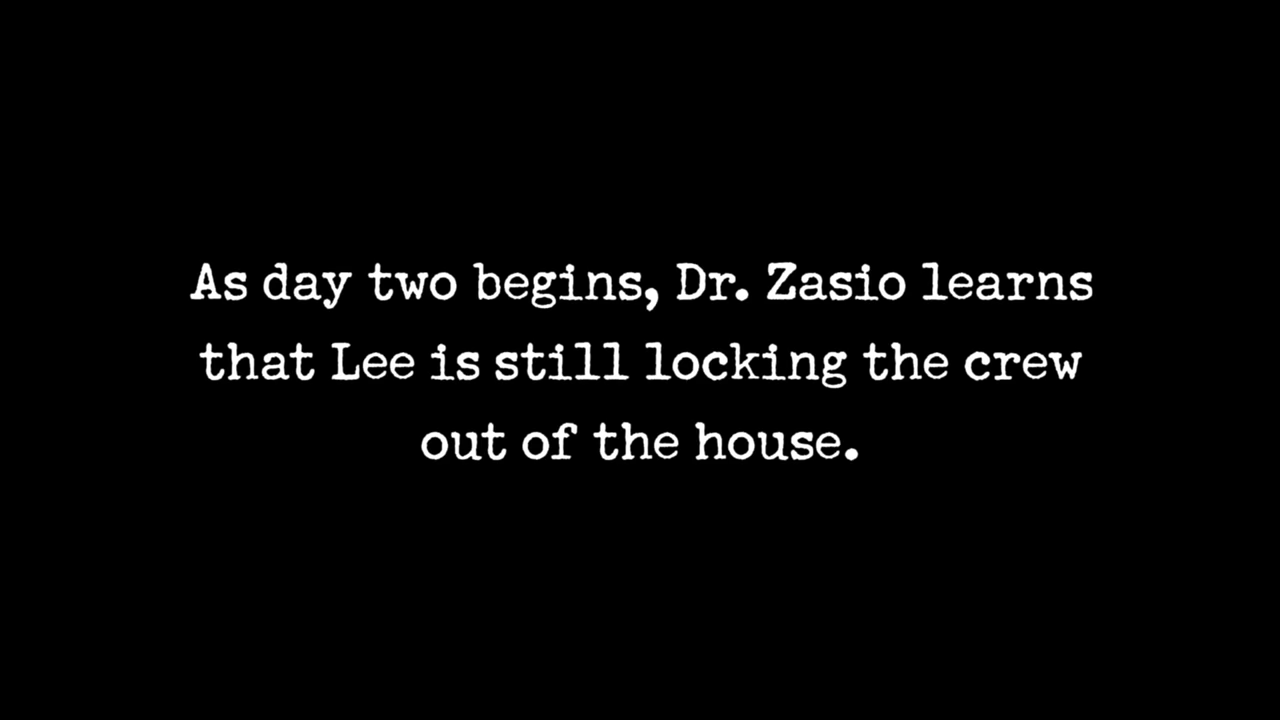 As day two begins, Dr. Zasio learns
that Lee is still locking the crew
out of the house.